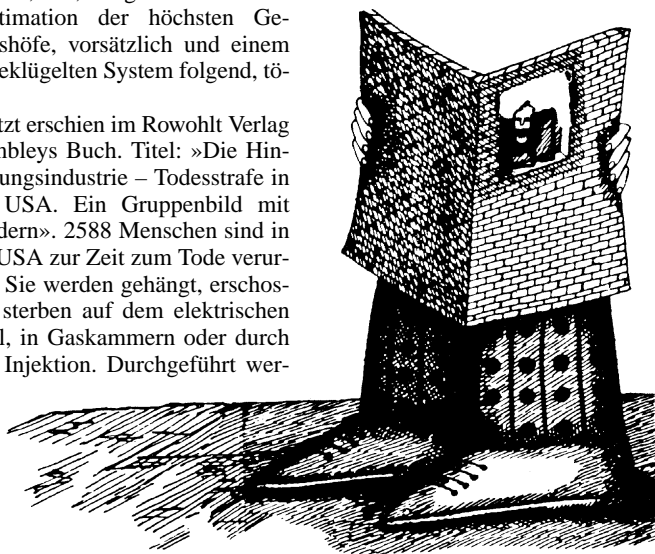 timation der höchsten Ge-
shöfe, vorsätzlich und einem
eklügelten System folgend, tö-
tzt erschien im Rowohlt Verlag
nbleys Buch. Titel: »Die Hin-
ungsindustrie – Todesstrafe in
USA. Ein Gruppenbild mit
dern». 2588 Menschen sind in
USA zur Zeit zum Tode verur-
Sie werden gehängt, erschos-
sterben auf dem elektrischen
l, in Gaskammern oder durch
Injektion. Durchgeführt wer-